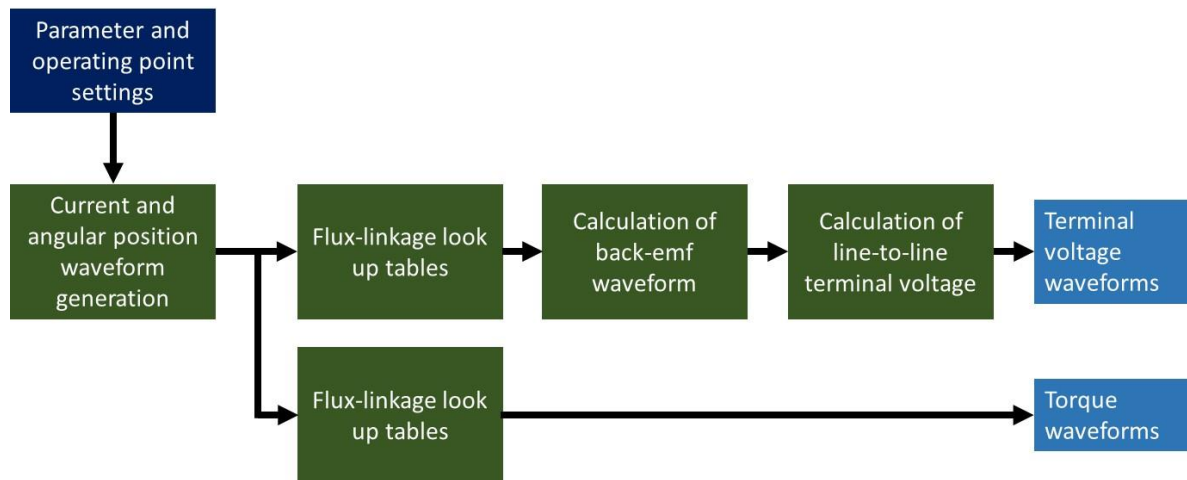 Parameter and
operating point
settings
Current and
angular position
waveform
generation
Flux-linkage look
up tables
Calculation of
back-emf
waveform
Calculation of
line-to-line
terminal voltage
Terminal
voltage
waveforms
Flux-linkage look
up tables
Torque
waveforms